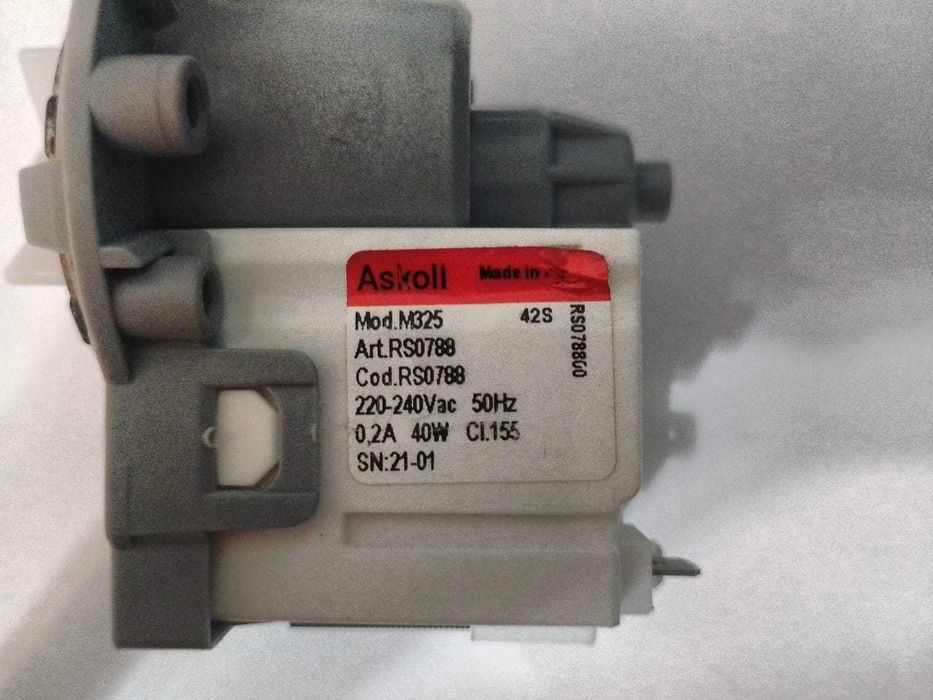 Askoll
Made in
Mod.M325
42S
Art.RS0788
Cod.RS0788
220-240Vac 50Hz
0,2A 40W Cl.155
SN:21-01